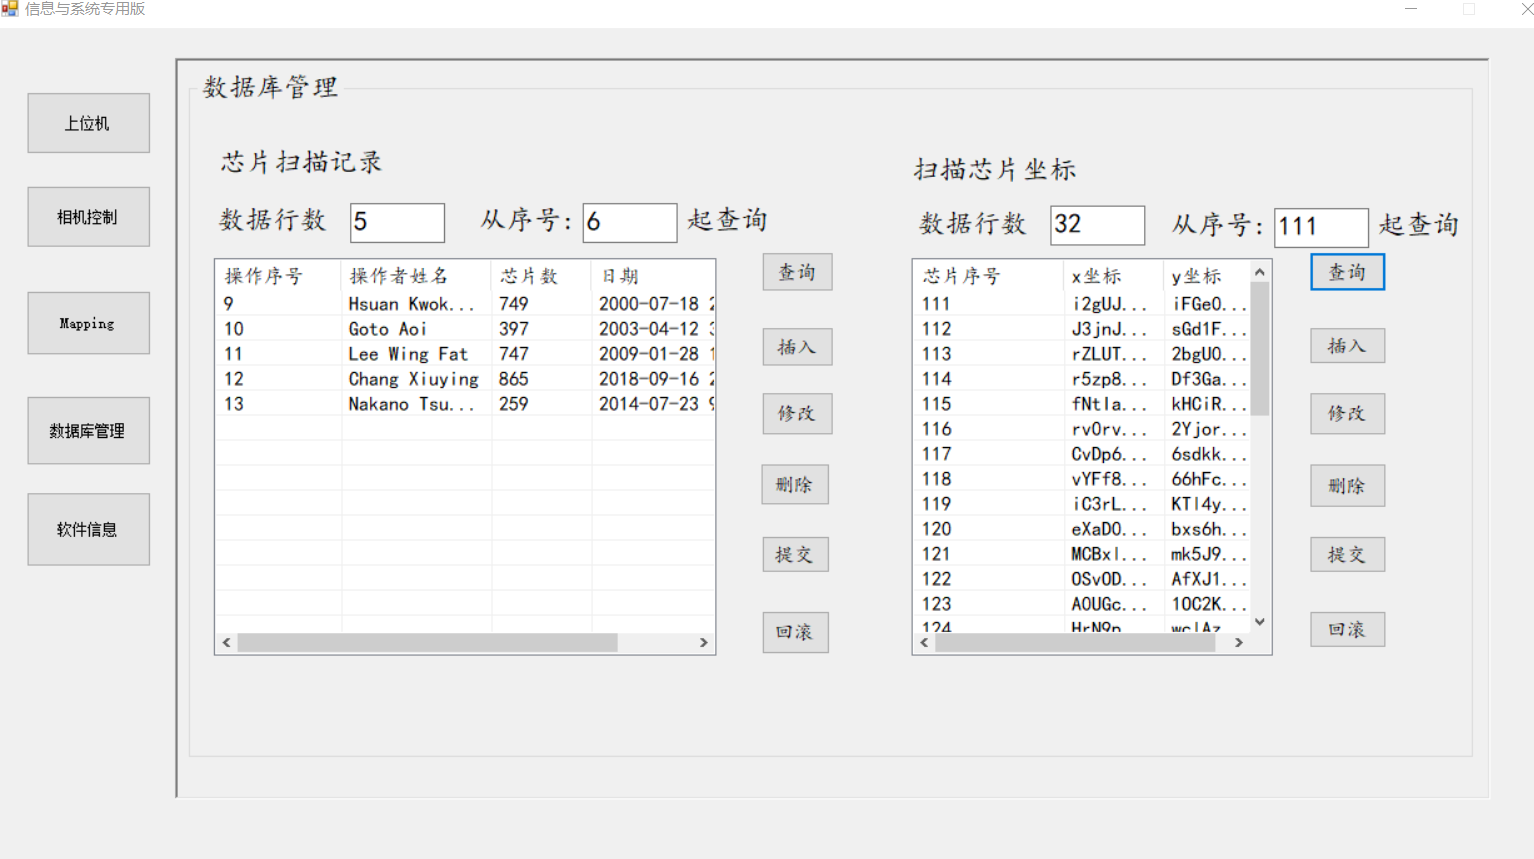 信息与系统专用版
上位机
相机控制
Mapping
数据库管理
软件信息
数据库管理
芯片扫描记录
数据行数 5 从序号: 6 起查询
操作序号 操作者姓名 芯片数 日期
9 Hsuan Kwok... 749 2000-07-18
10 Goto Aoi 397 2003-04-12
11 Lee Wing Fat 747 2009-01-28
12 Chang Xiuying 865 2018-09-16
13 Nakano Tsu... 259 2014-07-23
查询
插入
修改
删除
提交
回滚
扫描芯片坐标
数据行数 32 从序号: 111 起查询
芯片序号 x坐标 y坐标
111 i2gUJ... iFGe0...
112 J3jnJ... sGd1F...
113 rZLUT... 2bgU0...
114 r5zp8... Df3Ga...
115 fNtIa... kHCiR...
116 rv0rv... 2Yjor...
117 CvDp6... 6sdkk...
118 vYFf8... 66hFc...
119 iC3rL... KTl4y...
120 eXaD0... bxs6h...
121 MCBxl... mk5J9...
122 OSvOD... AfXJ1...
123 A0UGc... 10C2K...
124
查询
插入
修改
删除
提交
回滚